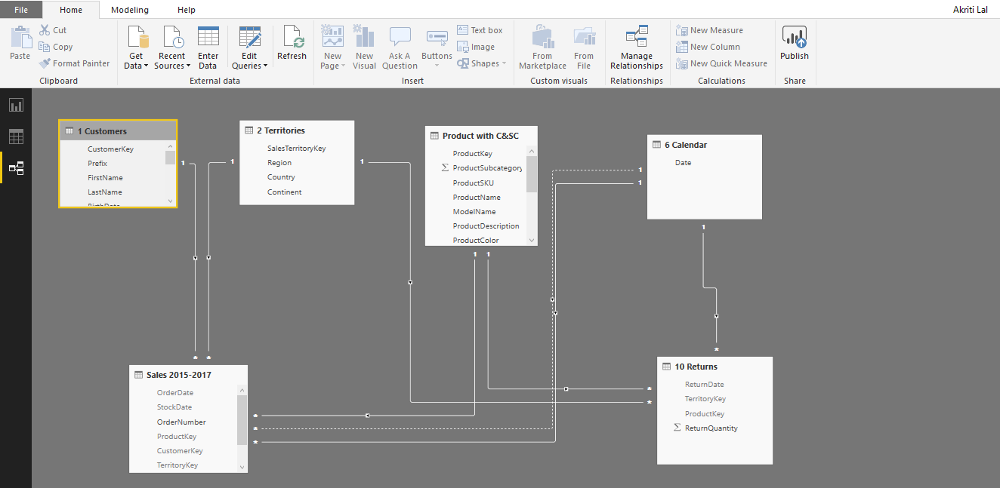 File Home Modeling Help Akriti Lal
Paste
Cut
Copy
Format Painter
Clipboard
Get Data
Recent Sources
Enter Data
Edit Queries
Refresh
External data
New Page
New Visual
Ask A Question
Buttons
Text box
Image
Shapes
Insert
From Marketplace
From File
Custom visuals
Manage Relationships
Relationships
New Measure
New Column
New Quick Measure
Calculations
Publish
Share
1 Customers
CustomerKey
Prefix
FirstName
LastName
BirthDate
2 Territories
SalesTerritoryKey
Region
Country
Continent
Product with C&SC
ProductKey
Σ ProductSubcategory
ProductSKU
ProductName
ModelName
ProductDescription
ProductColor
6 Calendar
Date
1
1
1
1
1
1
1
1
*
*
*
*
*
*
*
*
Sales 2015-2017
OrderDate
StockDate
OrderNumber
ProductKey
CustomerKey
TerritoryKey
10 Returns
ReturnDate
TerritoryKey
ProductKey
Σ ReturnQuantity